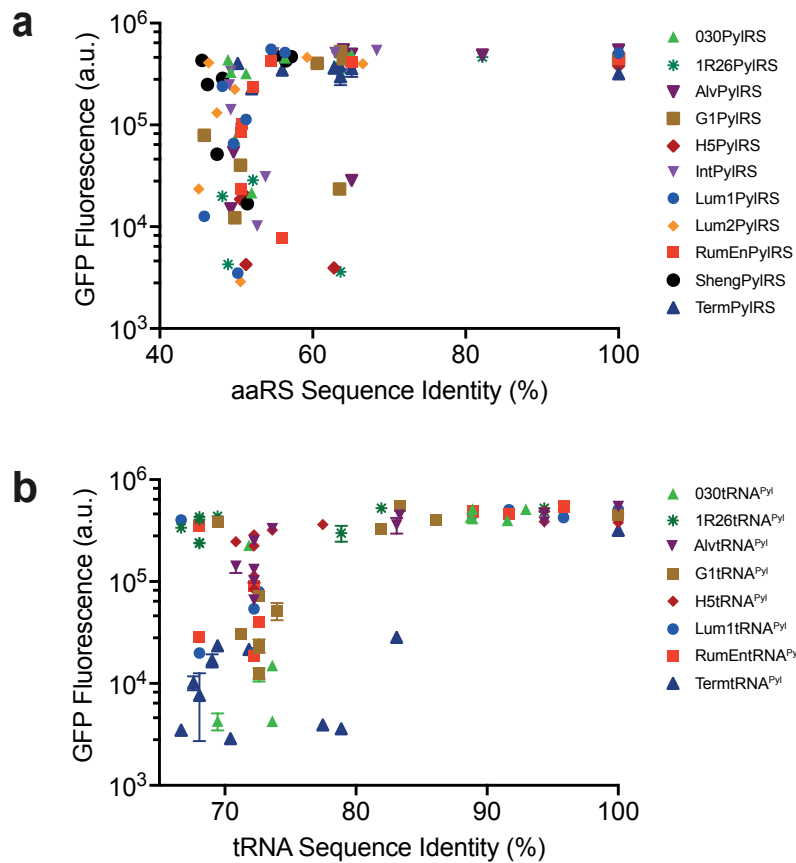 a
GFP Fluorescence (a.u.)
10⁶
10⁵
10⁴
10³
40
60
80
100
aaRS Sequence Identity (%)
030PylRS
1R26PylRS
AlvPylRS
G1PylRS
H5PylRS
IntPylRS
Lum1PylRS
Lum2PylRS
RumEnPylRS
ShengPylRS
TermPylRS
b
GFP Fluorescence (a.u.)
10⁶
10⁵
10⁴
10³
70
80
90
100
tRNA Sequence Identity (%)
030tRNAᴾʸˡ
1R26tRNAᴾʸˡ
AlvtRNAᴾʸˡ
G1tRNAᴾʸˡ
H5tRNAᴾʸˡ
Lum1tRNAᴾʸˡ
RumEntRNAᴾʸ
TermtRNAᴾʸˡ